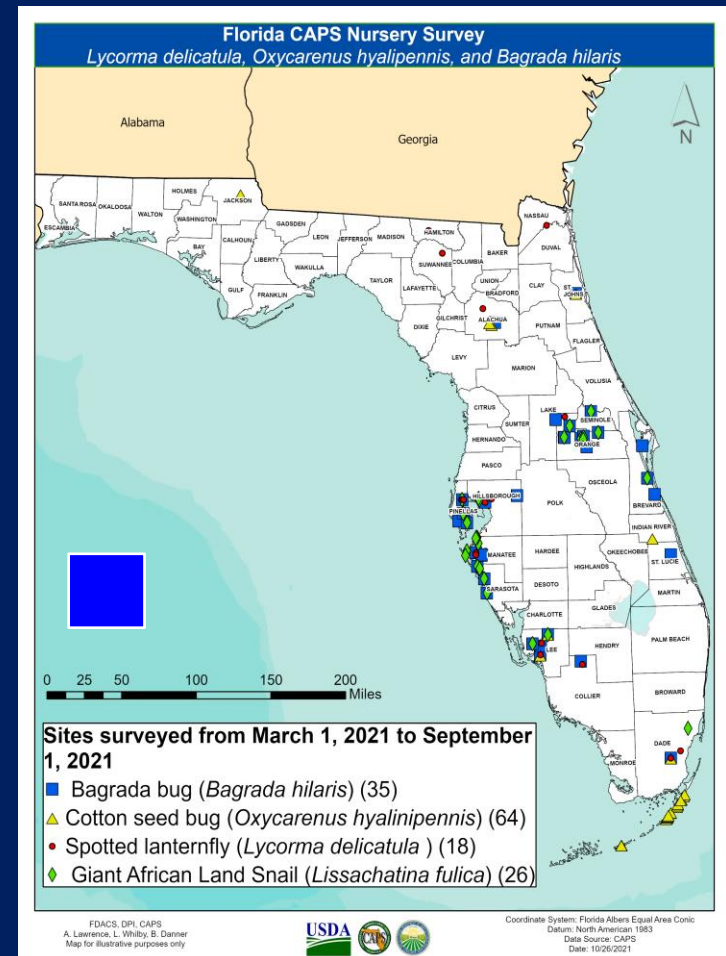 Florida CAPS Nursery Survey
Lycorma delicatula, Oxycarenus hyalipennis, and Bagrada hilaris
Alabama
Georgia
N
HOLMES
JACKSON
SANTA ROSA
OKALOOSA
WALTON
WASHINGTON
ESCAMBIA
BAY
CALHOUN
GADSDEN
LEON
JEFFERSON
MADISON
HAMILTON
NASSAU
DUVAL
LIBERTY
WAKULLA
SUWANNEE
COLUMBIA
BAKER
GULF
FRANKLIN
TAYLOR
LAFAYETTE
UNION
BRADFORD
CLAY
ST.
JOHNS
DIXIE
GILCHRIST
ALACHUA
PUTNAM
FLAGLER
LEVY
MARION
VOLUSIA
CITRUS
LAKE
SEMINOLE
SUMTER
HERNANDO
ORANGE
PASCO
OSCEOLA
HILLSBOROUGH
POLK
BREVARD
PINELLAS
INDIAN RIVER
MANATEE
HARDEE
OKEECHOBEE
HIGHLANDS
ST. LUCIE
SARASOTA
DESOTO
MARTIN
CHARLOTTE
GLADES
LEE
HENDRY
PALM BEACH
COLLIER
BROWARD
DADE
MONROE
0 25 50 100 150 200
Miles
Sites surveyed from March 1, 2021 to September
1, 2021
Bagrada bug (Bagrada hilaris) (35)
Cotton seed bug (Oxycarenus hyalinipennis) (64)
Spotted lanternfly (Lycorma delicatula ) (18)
Giant African Land Snail (Lissachatina fulica) (26)
FDACS, DPI, CAPS
A. Lawrence, L. Whilby, B. Danner
Map for illustrative purposes only
USDA
CAPS
Coordinate System: Florida Albers Equal Area Conic
Datum: North American 1983
Data Source: CAPS
Date: 10/26/2021